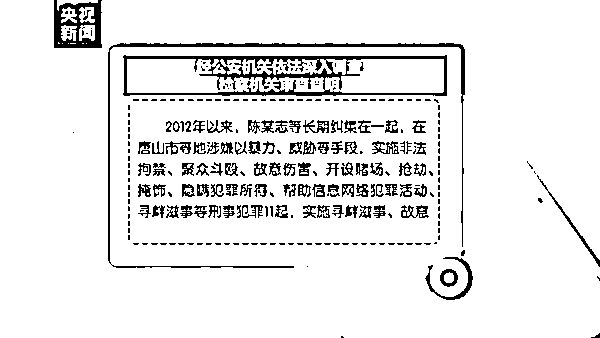 央视
新闻
经公安机关依法深入调查
检察机关审查查明
2012年以来，陈某志等长期纠集在一起，在
唐山市等地涉嫌以暴力、威胁等手段，实施非法
拘禁、聚众斗殴、故意伤害、开设赌场、抢劫、
掩饰、隐瞒犯罪所得、帮助信息网络犯罪活动、
寻衅滋事等刑事犯罪11起，实施寻衅滋事、故意